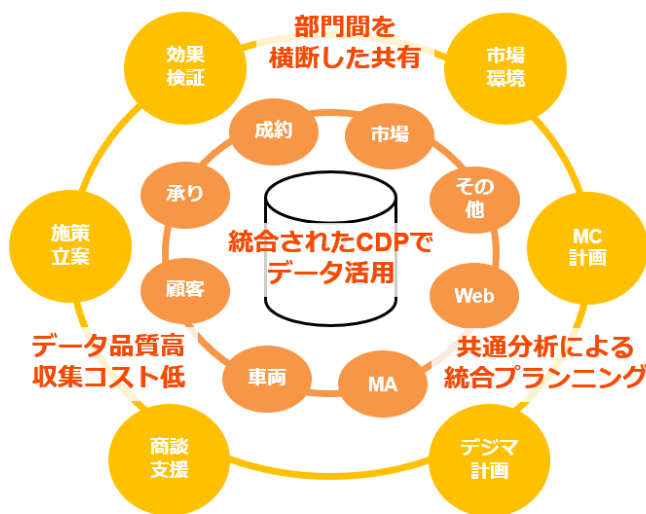 部門間を
横断した共有
効果
検証
市場
環境
成約
市場
承り
その
他
施策
立案
統合されたCDPで
データ活用
MC
計画
顧客
Web
データ品質高
収集コスト低
共通分析による
統合プランニング
車両
MA
商談
支援
デジマ
計画